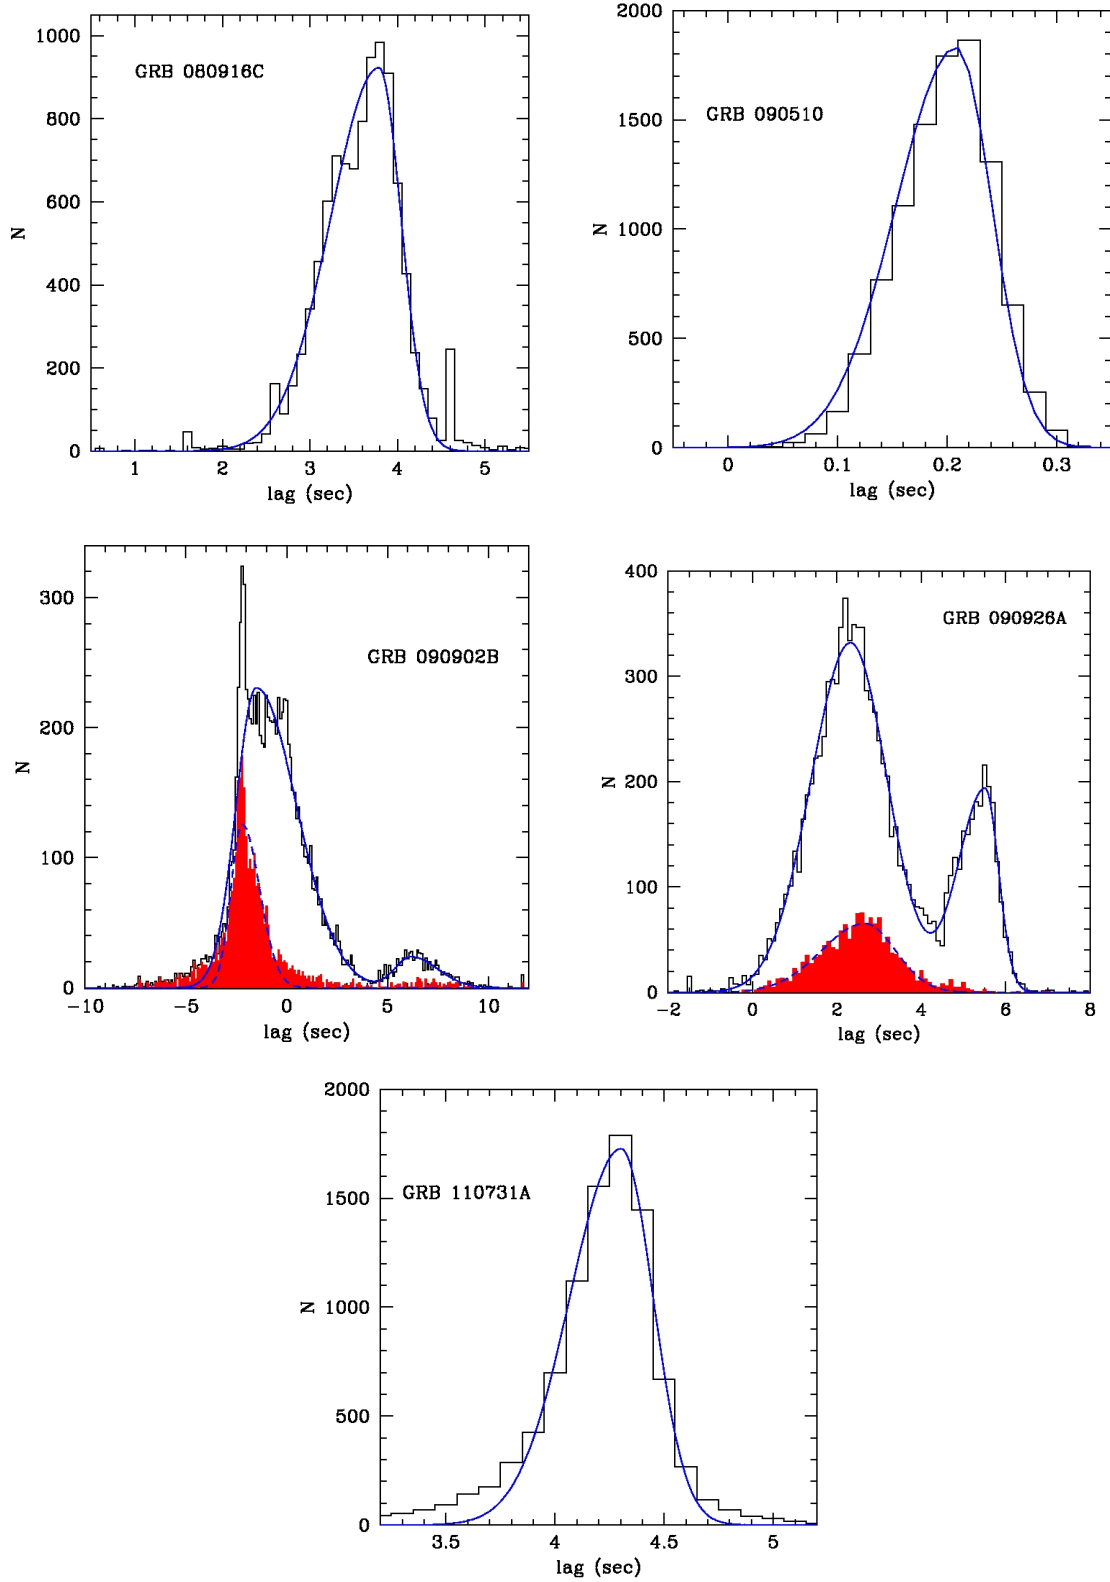 1000
800
600
400
200
0
N
GRB 080916C
1 2 3 4 5
lag (sec)
2000
1500
1000
500
0
N
GRB 090510
0 0.1 0.2 0.3
lag (sec)
300
200
100
0
N
GRB 090902B
−10 −5 0 5 10
lag (sec)
400
300
200
100
0
N
GRB 090926A
−2 0 2 4 6 8
lag (sec)
2000
1500
1000
500
0
N
GRB 110731A
3.5 4 4.5 5
lag (sec)